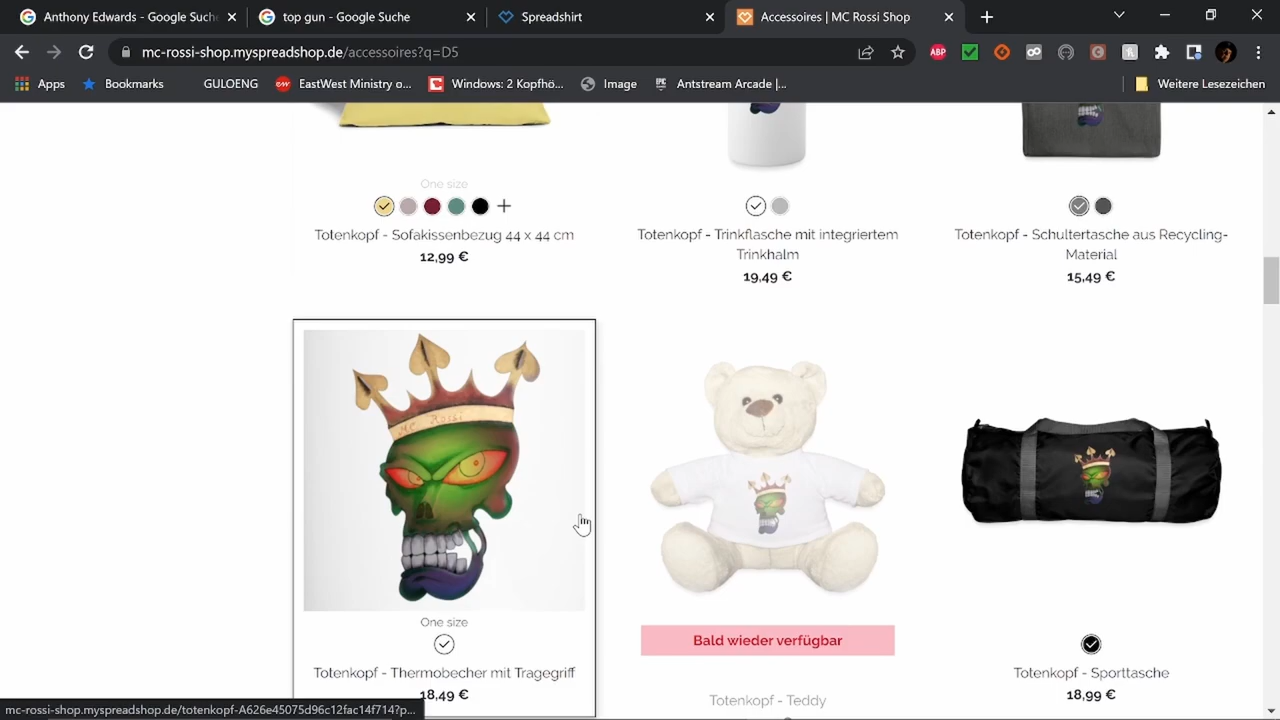 Anthony Edwards - Google Suche
top gun - Google Suche
Spreadshirt
Accessoires | MC Rossi Shop
mc-rossi-shop.myspreadshop.de/accessoires?q=D5
ABP
Apps
Bookmarks
GULOENG
EastWest Ministry o...
Windows: 2 Kopfhö...
Image
Antstream Arcade |...
Weitere Lesezeichen
One size
Totenkopf - Sofakissenbezug 44 x 44 cm
12,99 €
Totenkopf - Trinkflasche mit integriertem
Trinkhalm
19,49 €
Totenkopf - Schultertasche aus Recycling-
Material
15,49 €
MC Rossi
One size
Totenkopf - Thermobecher mit Tragegriff
18,49 €
Bald wieder verfügbar
Totenkopf - Teddy
Totenkopf - Sporttasche
18,99 €
mc-rossi-shop.myspreadshop.de/totenkopf-A626e45075d96c12fac14f714?p...